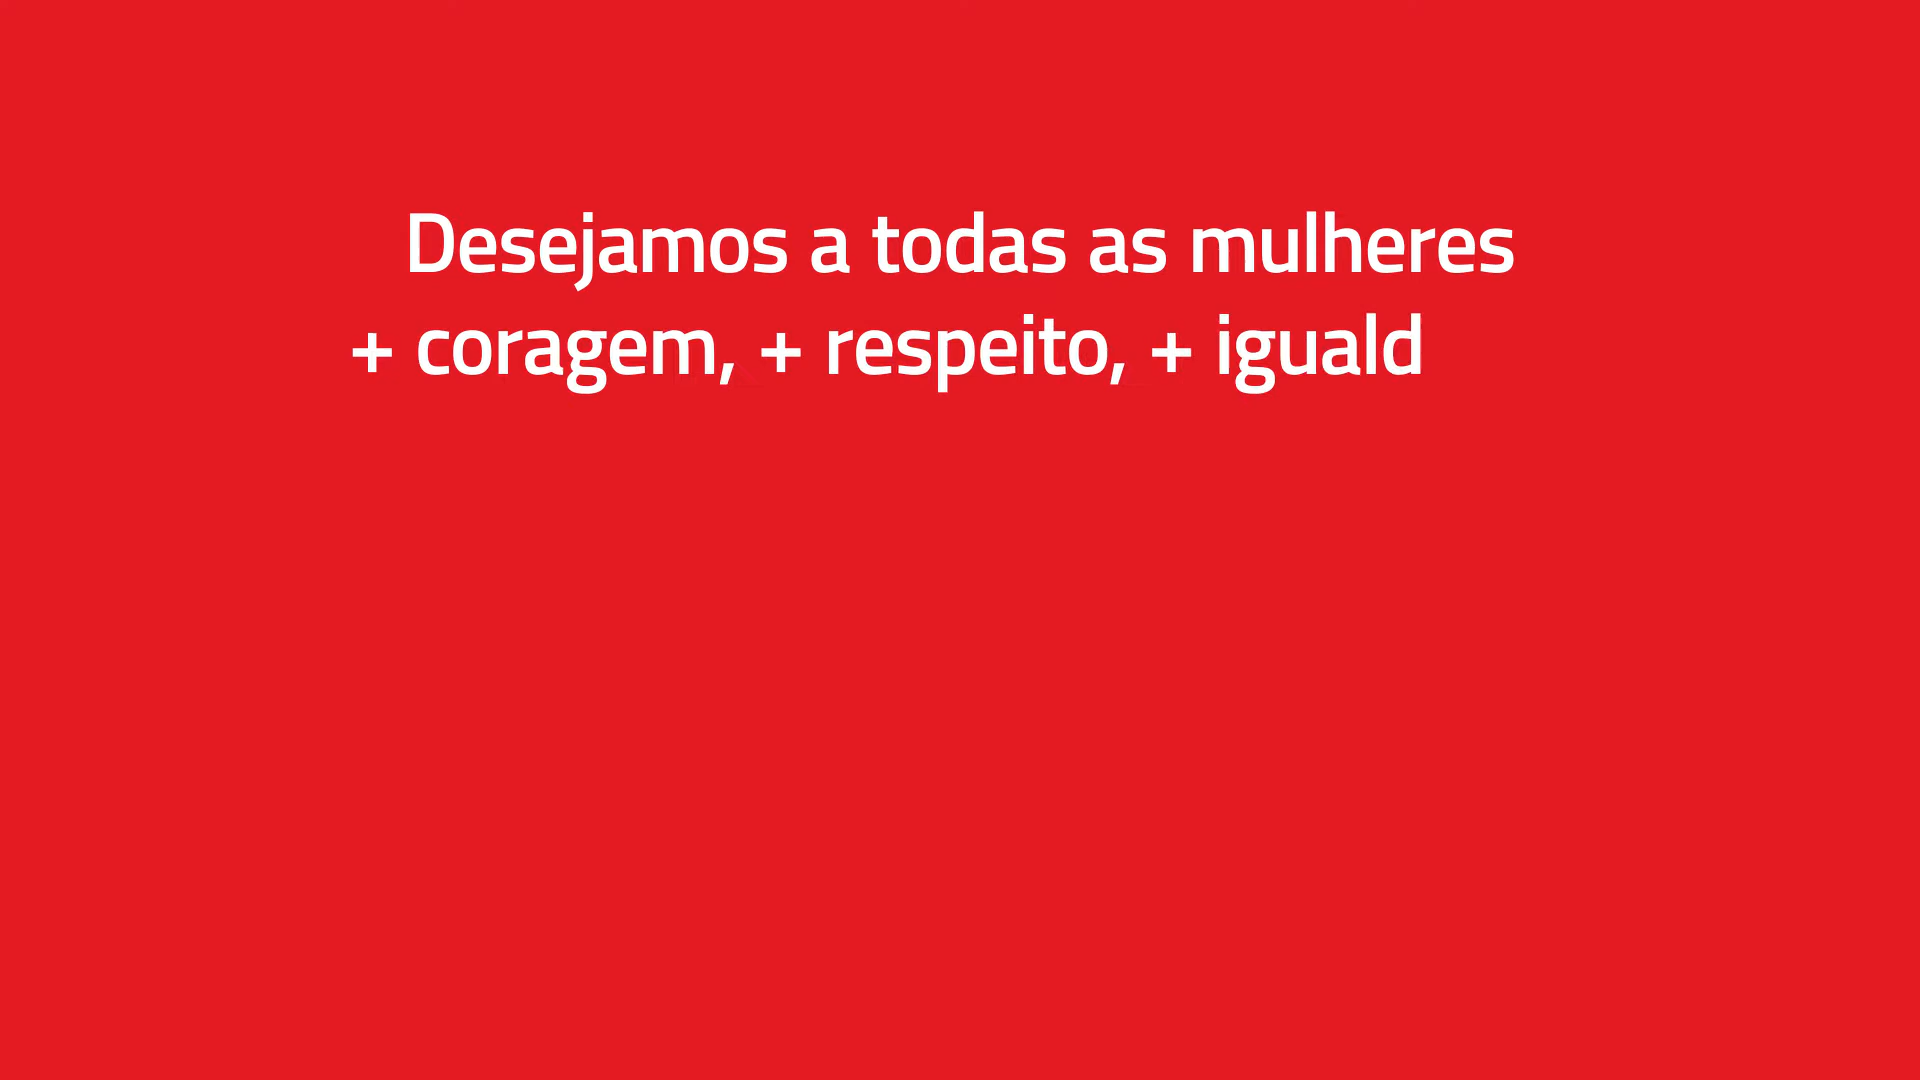 Desejamos a todas as mulheres
+ coragem, + respeito, + iguald